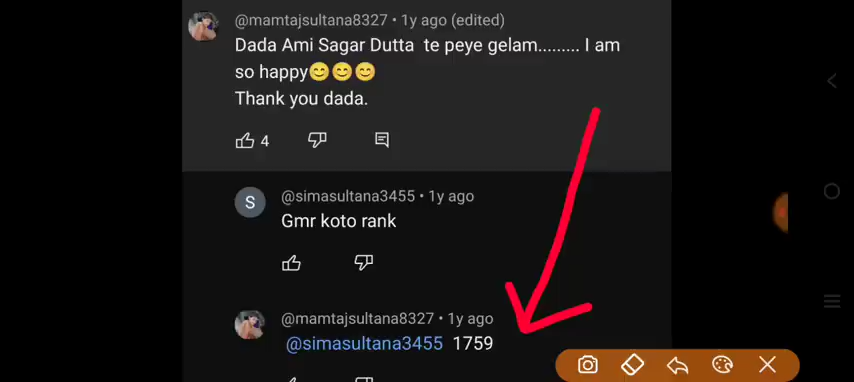 @mamtajsultana8327 • 1y ago (edited)
Dada Ami Sagar Dutta te peye gelam......... I am
so happy😊😊😊
Thank you dada.
4
S
@simasultana3455 • 1y ago
Gmr koto rank
@mamtajsultana8327 • 1y ago
@simasultana3455 1759